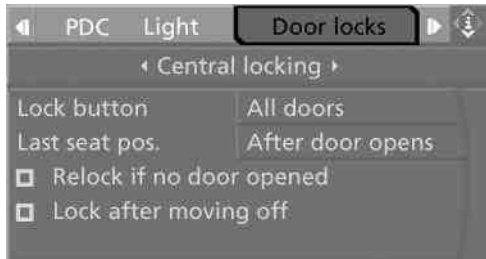 PDC Light Door locks
Central locking
Lock button All doors
Last seat pos. After door opens
Relock if no door opened
Lock after moving off